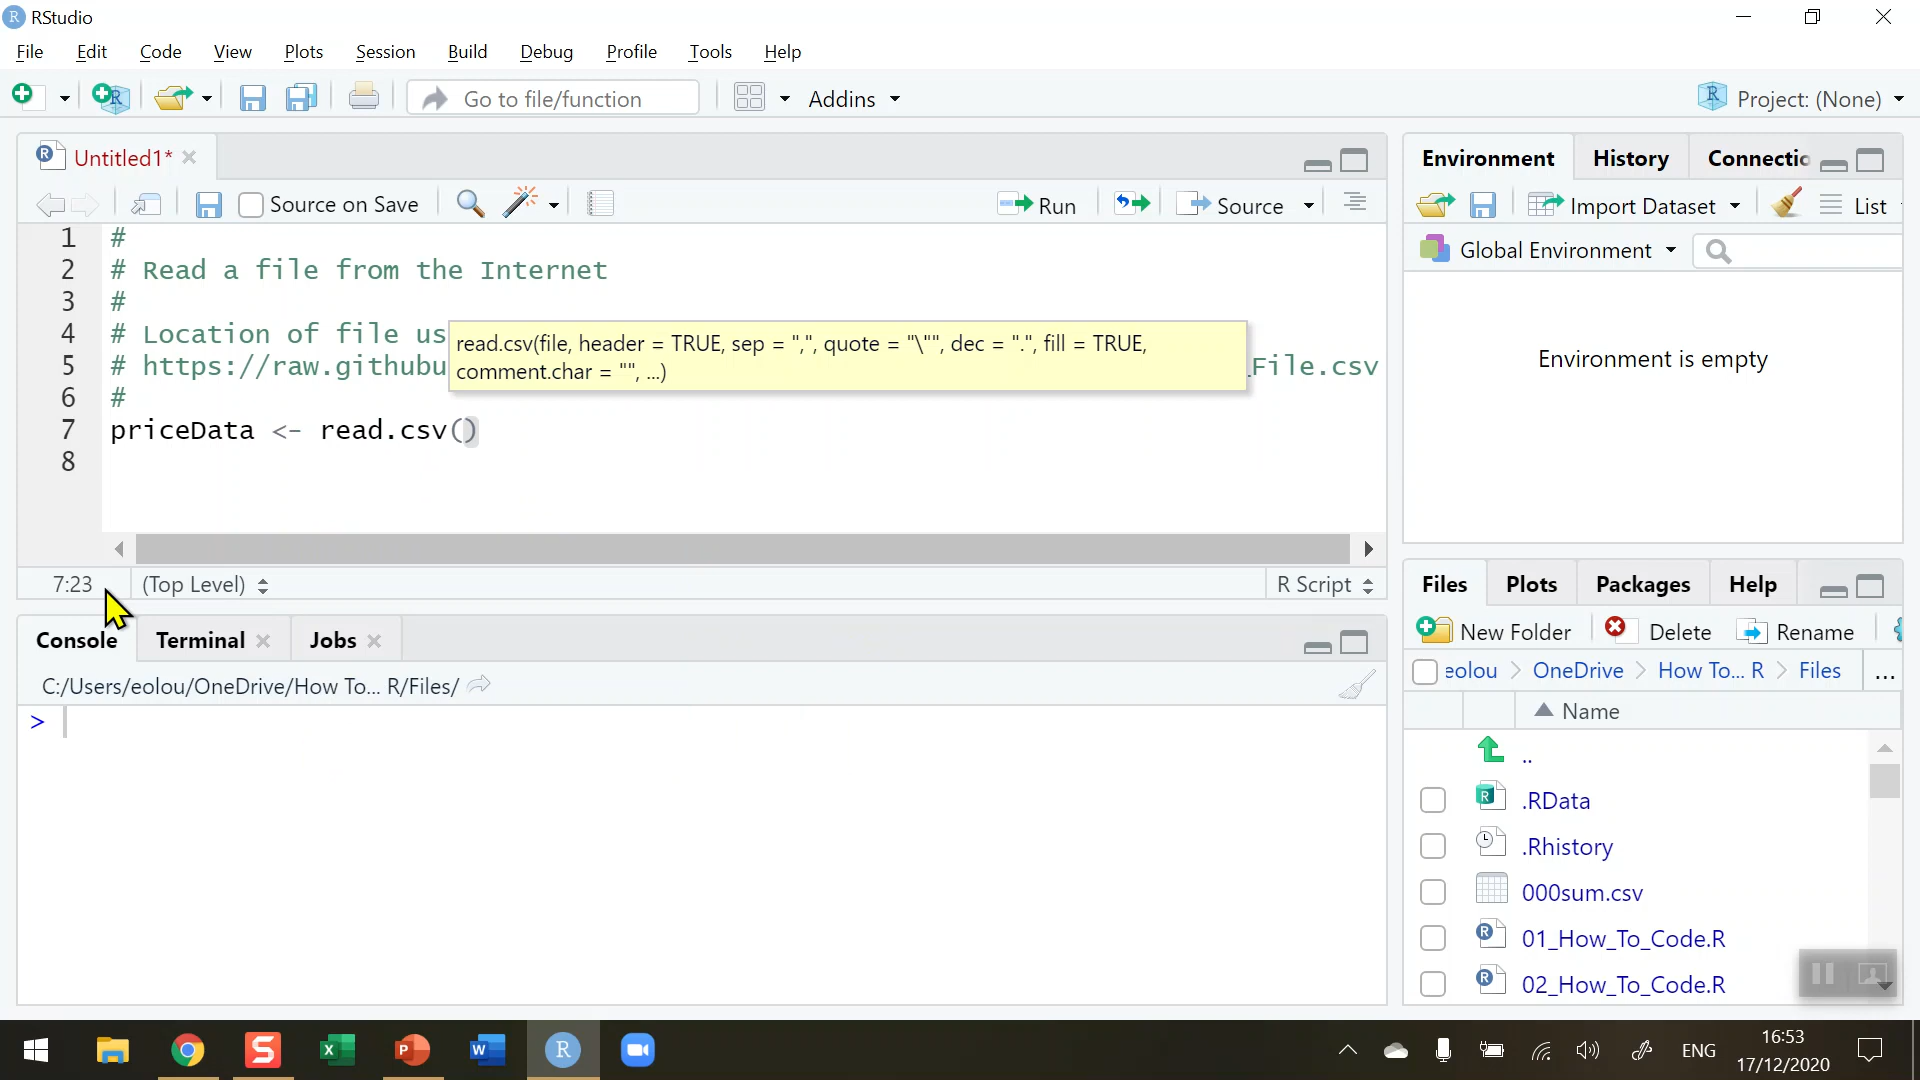 RStudio
File Edit Code View Plots Session Build Debug Profile Tools Help
Go to file/function Addins Project: (None)
Untitled1*
Source on Save Run Source
1 #
2 # Read a file from the Internet
3 #
4 # Location of file us
5 # https://raw.githubu File.csv
6 #
7 priceData <- read.csv()
8
read.csv(file, header = TRUE, sep = ",", quote = "\"", dec = ".", fill = TRUE,
comment.char = "", ...)
7:23 (Top Level) R Script
Console Terminal Jobs
C:/Users/eolou/OneDrive/How To... R/Files/
>
Environment History Connectio
Import Dataset List
Global Environment
Environment is empty
Files Plots Packages Help
New Folder Delete Rename
eolou OneDrive How To... R Files ...
Name
..
.RData
.Rhistory
000sum.csv
01_How_To_Code.R
02_How_To_Code.R
ENG
16:53
17/12/2020